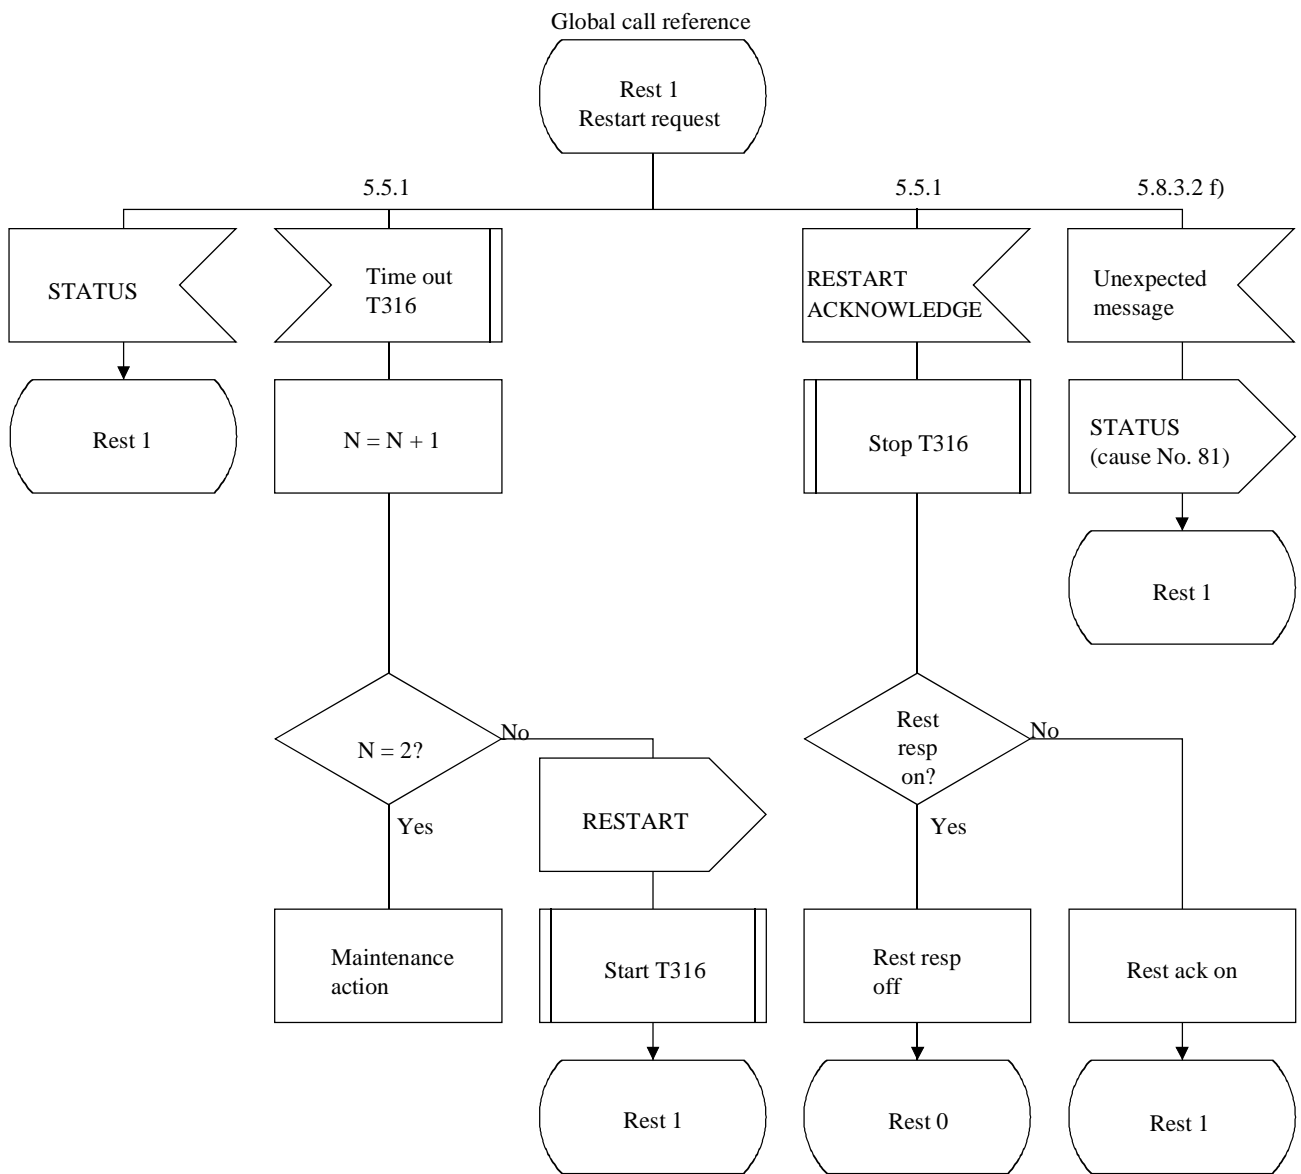 Global call reference
Rest 1
Restart request
5.5.1
5.5.1
5.8.3.2 f)
STATUS
Time out
T316
RESTART
ACKNOWLEDGE
Unexpected
message
Rest 1
N = N + 1
Stop T316
STATUS
(cause No. 81)
Rest 1
N = 2?
No
Yes
RESTART
Rest
resp
on?
No
Yes
Maintenance
action
Start T316
Rest resp
off
Rest ack on
Rest 1
Rest 0
Rest 1